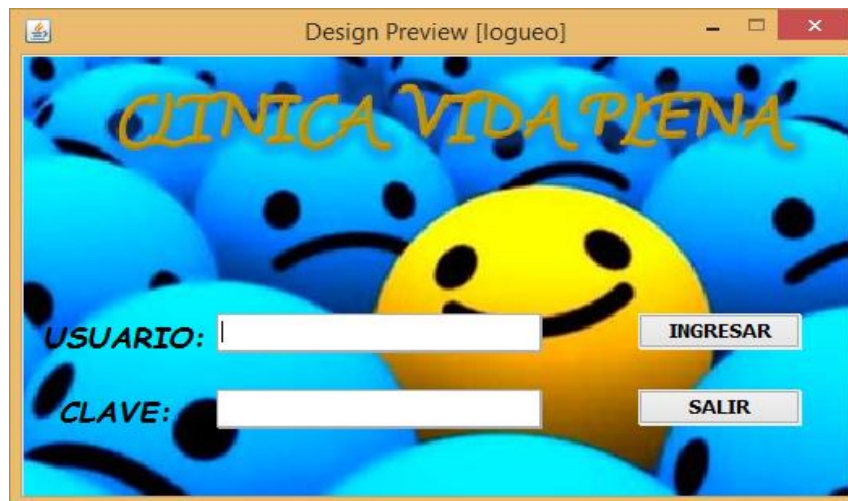 Design Preview [logueo]
CLINICA VIDA PLENA
USUARIO:
INGRESAR
CLAVE:
SALIR